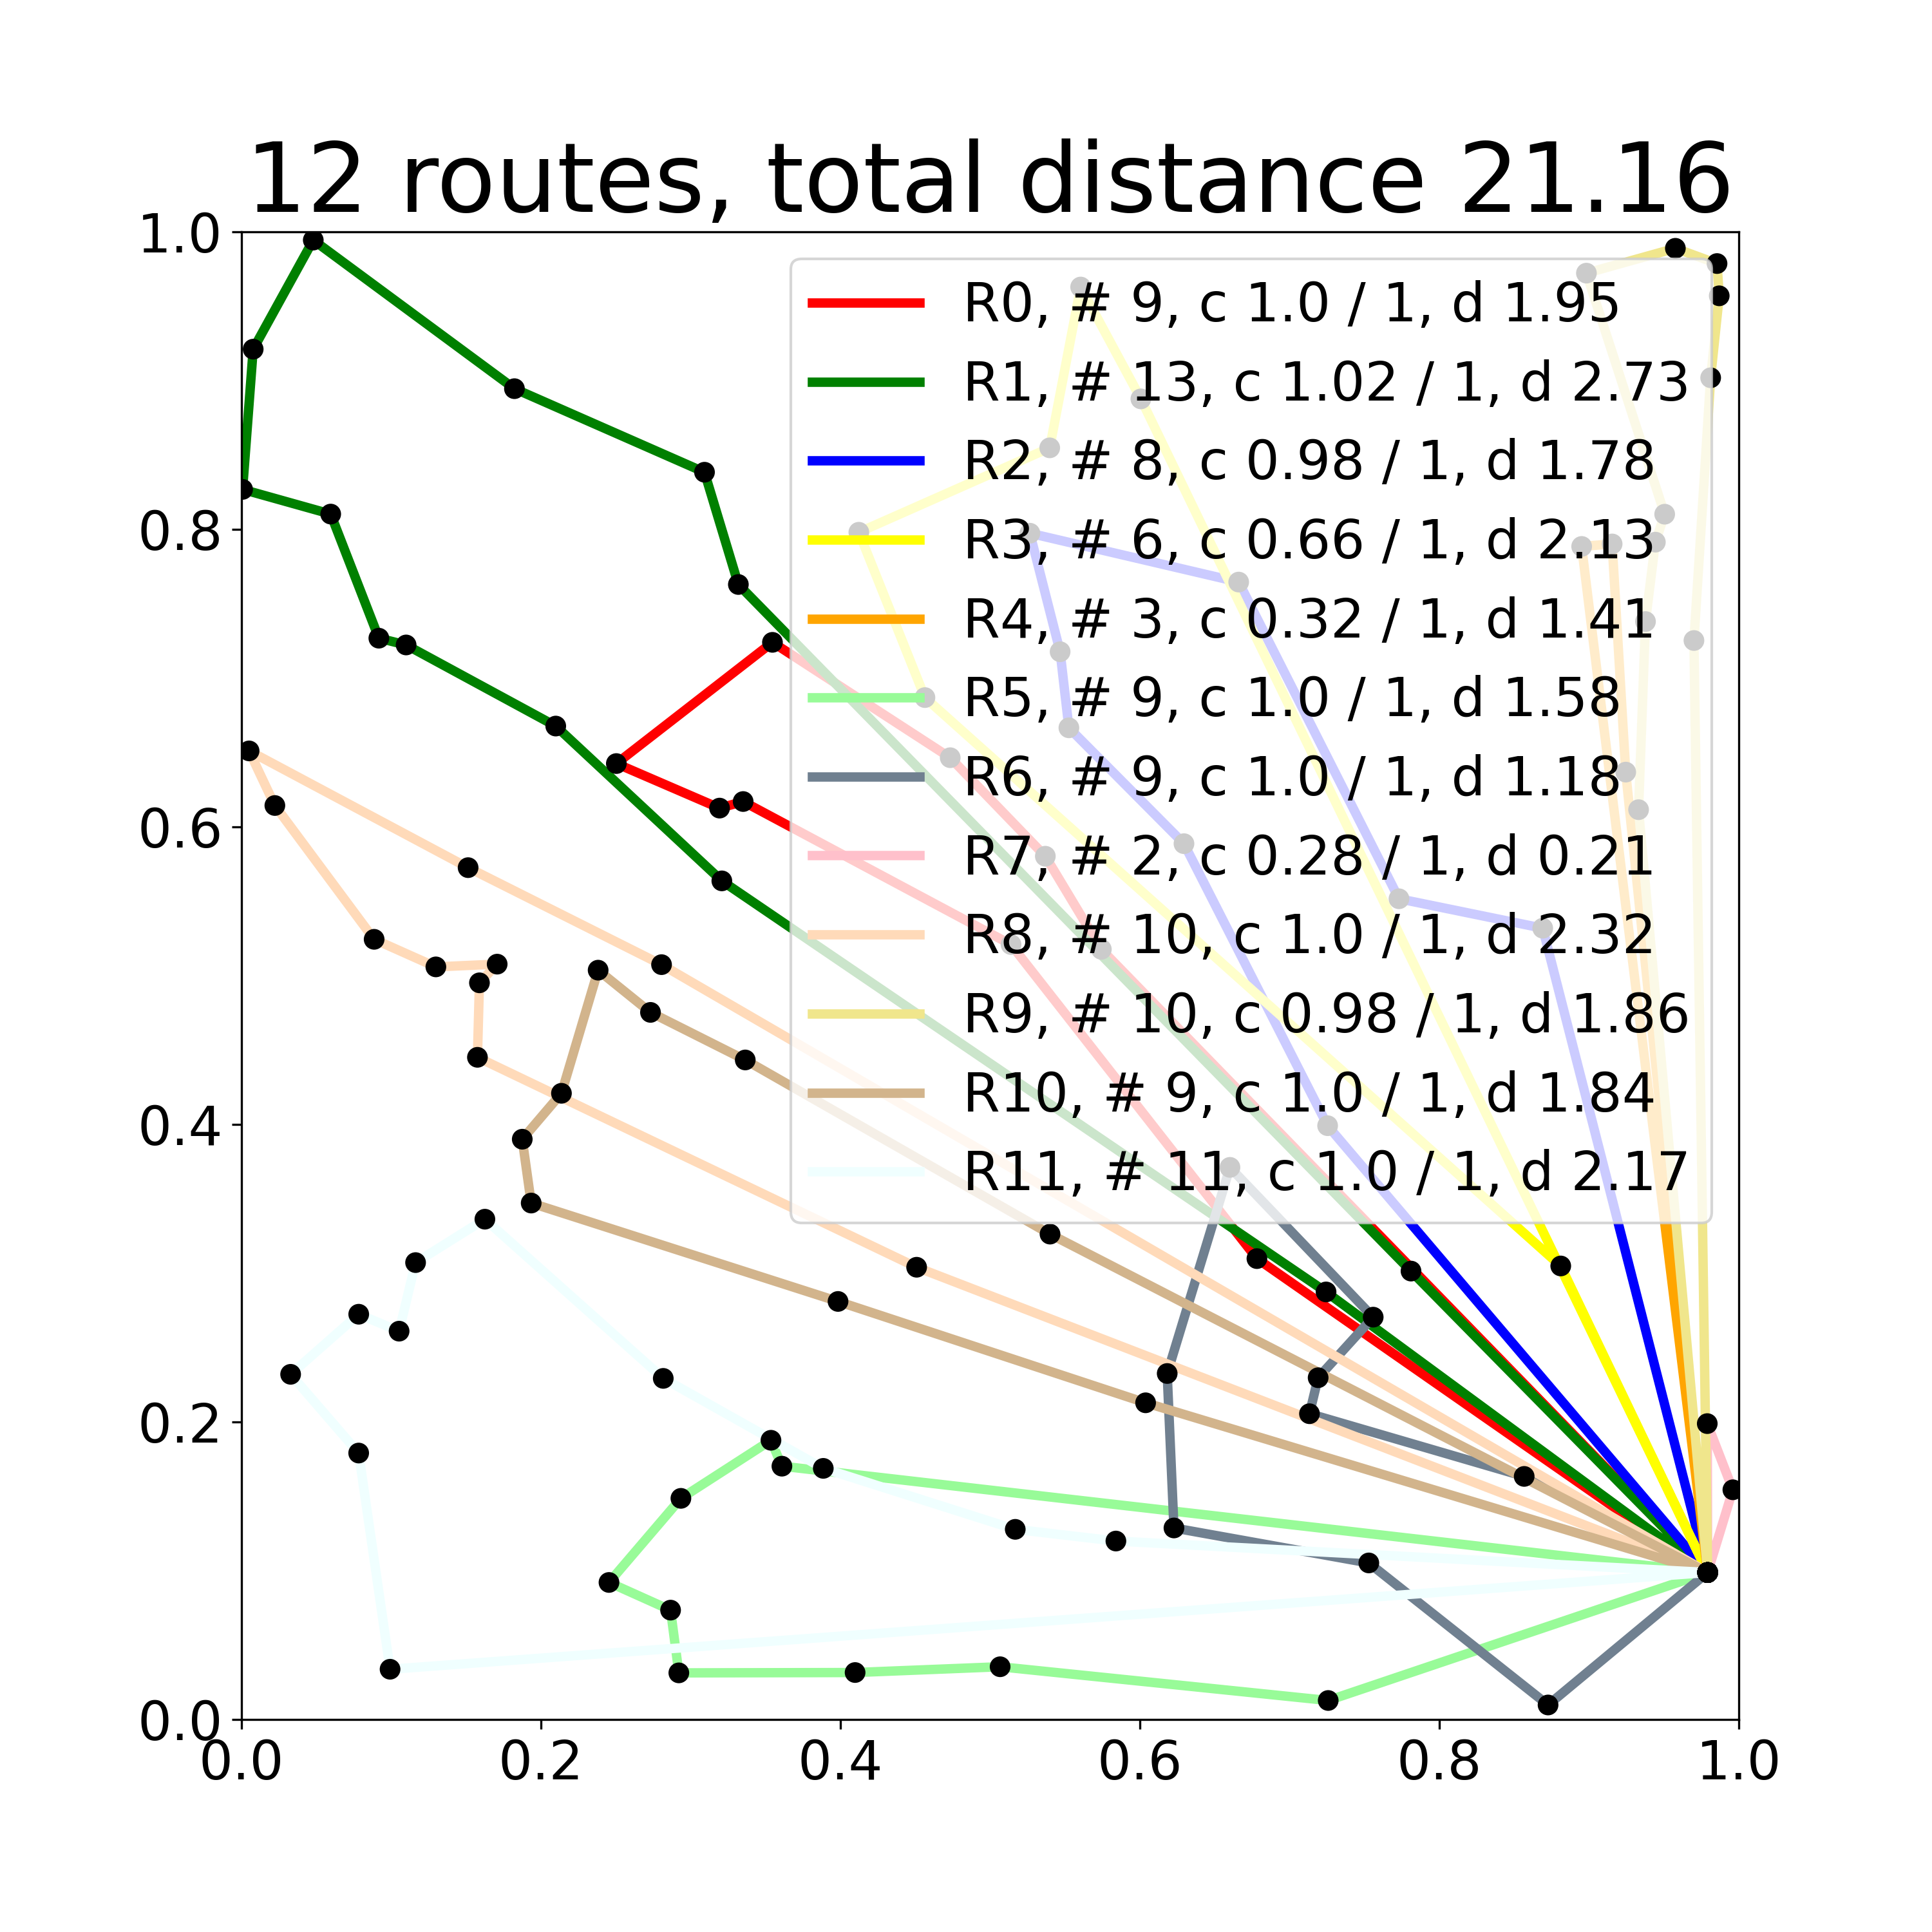 12 routes, total distance 21.16
1.0
0.8
0.6
0.4
0.2
0.0
0.0 0.2 0.4 0.6 0.8 1.0
R0, # 9, c 1.0 / 1, d 1.95
R1, # 13, c 1.02 / 1, d 2.73
R2, # 8, c 0.98 / 1, d 1.78
R3, # 6, c 0.66 / 1, d 2.13
R4, # 3, c 0.32 / 1, d 1.41
R5, # 9, c 1.0 / 1, d 1.58
R6, # 9, c 1.0 / 1, d 1.18
R7, # 2, c 0.28 / 1, d 0.21
R8, # 10, c 1.0 / 1, d 2.32
R9, # 10, c 0.98 / 1, d 1.86
R10, # 9, c 1.0 / 1, d 1.84
R11, # 11, c 1.0 / 1, d 2.17